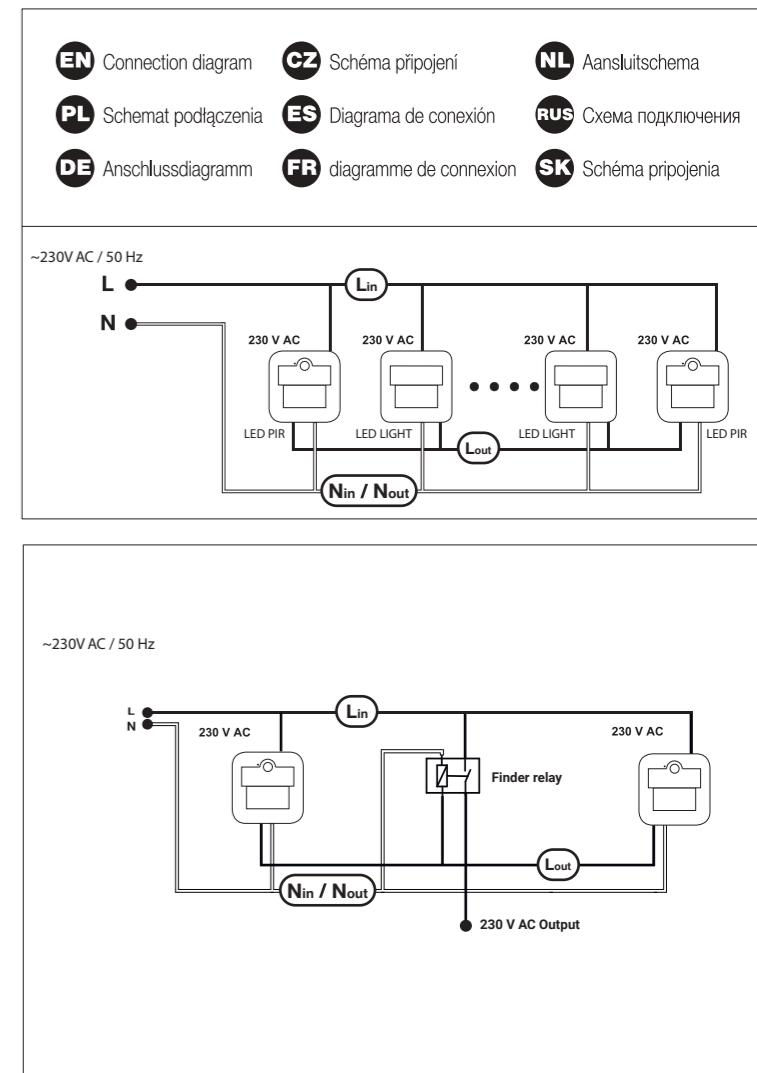 EN Connection diagram CZ Schéma připojení NL Aansluitschema
PL Schemat podłączenia ES Diagrama de conexión RUS Схема подключения
DE Anschlussdiagramm FR diagramme de connexion SK Schéma pripojenia
~230V AC / 50 Hz
L
Lin
N
230 V AC 230 V AC 230 V AC 230 V AC
LED PIR LED LIGHT LED LIGHT LED PIR
Lout
Nin / Nout
~230V AC / 50 Hz
L
Lin
N
230 V AC 230 V AC
Finder relay
Lout
Nin / Nout
230 V AC Output